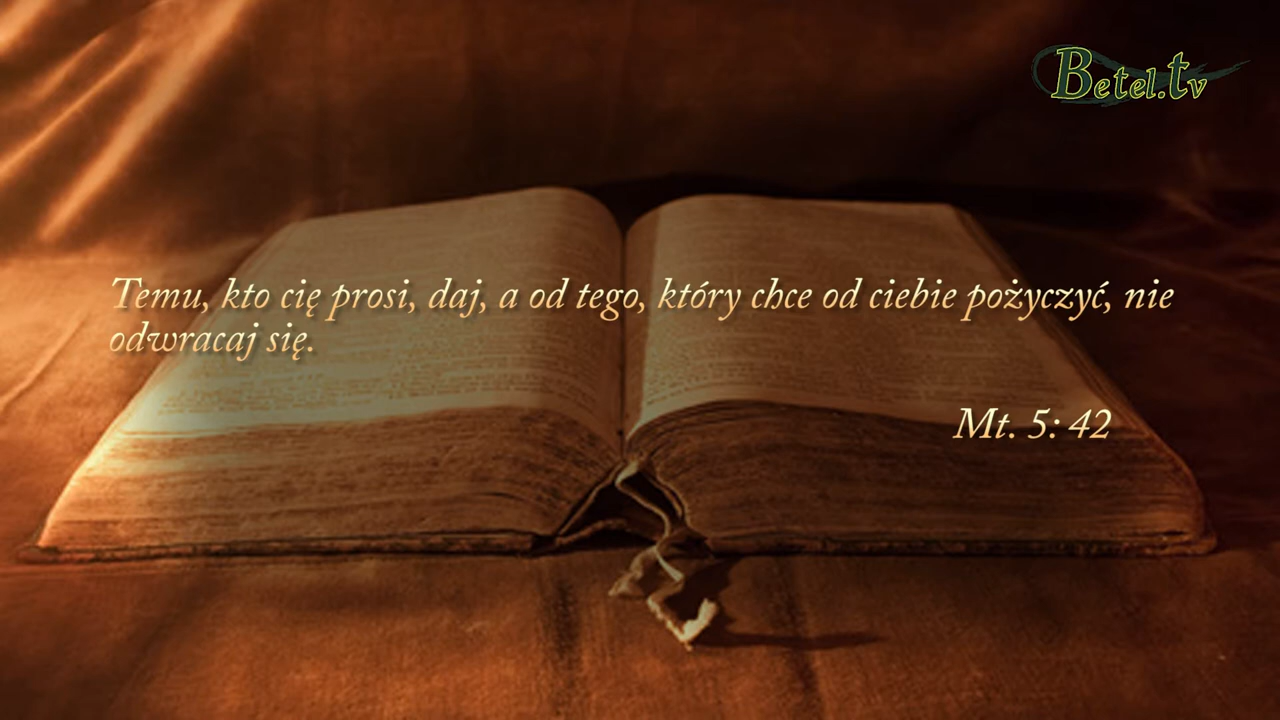 Betel.tv
Temu, kto cię prosi, daj, a od tego, który chce od ciebie pożyczyć, nie
odwracaj się.
Mt. 5: 42